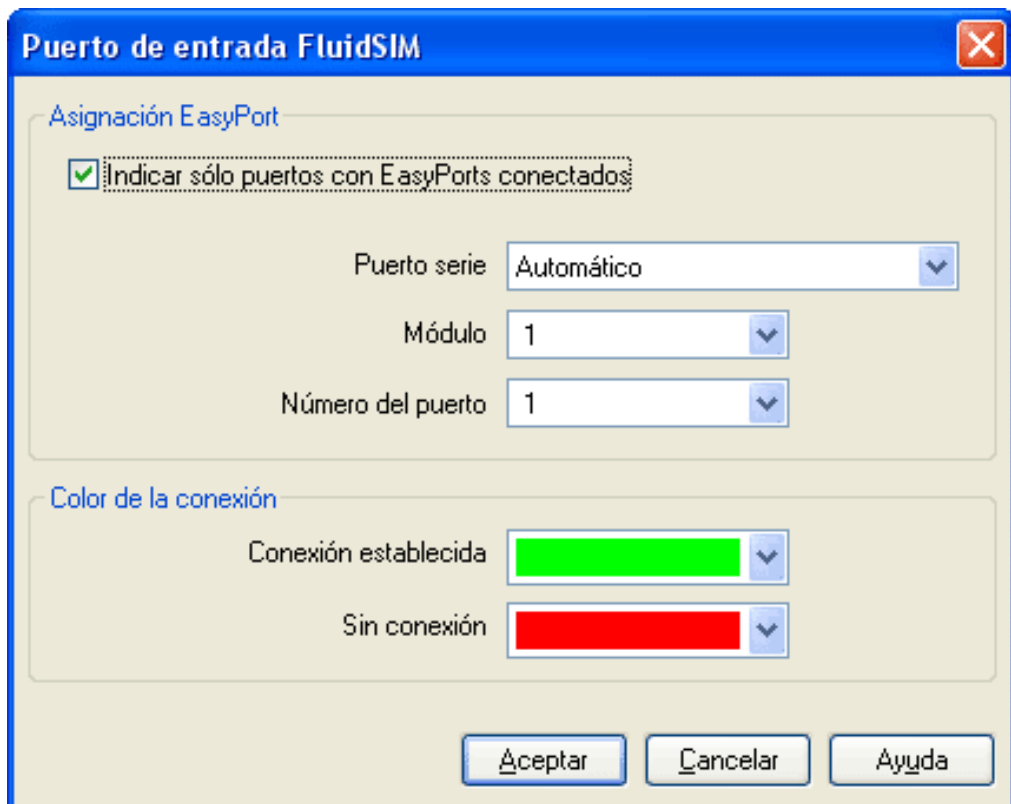 Puerto de entrada FluidSIM
Asignación EasyPort
Indicar sólo puertos con EasyPorts conectados
Puerto serie Automático
Módulo 1
Número del puerto 1
Color de la conexión
Conexión establecida
Sin conexión
Aceptar Cancelar Ayuda